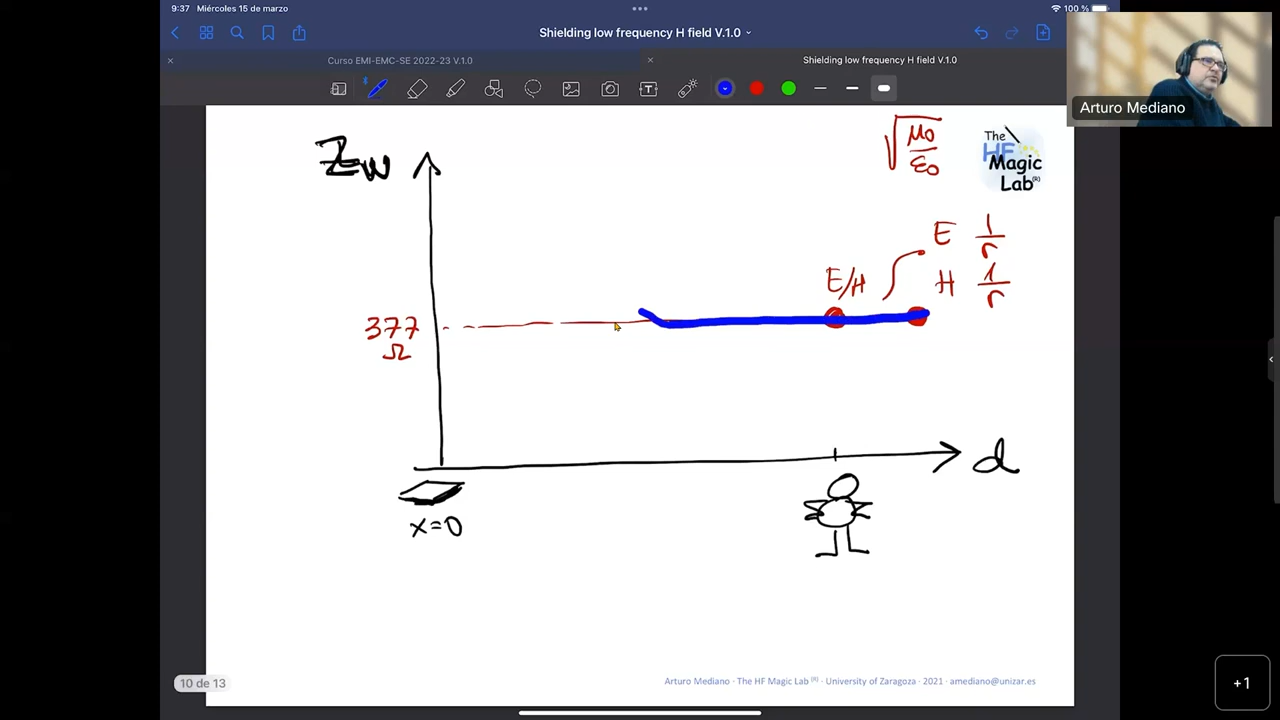 9:37 Miércoles 15 de marzo
100 %
Shielding low frequency H field V.1.0
Curso EMI-EMC-SE 2022-23 V.1.0
Shielding low frequency H field V.1.0
Arturo Mediano
T
Zw
√μ0/ε0
The
HF
Magic
Lab(R)
E 1/r
E/H
H 1/r
377
Ω
d
x=0
10 de 13
Arturo Mediano · The HF Magic Lab (R) · University of Zaragoza · 2021 · amediano@unizar.es
+1